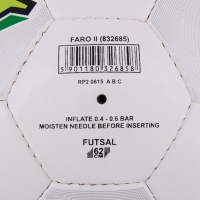 FARO II (832685)
5 901180 326858
RP2 0615 A B C
INFLATE 0.4 - 0.6 BAR
MOISTEN NEEDLE BEFORE INSERTING
FUTSAL
62
CM